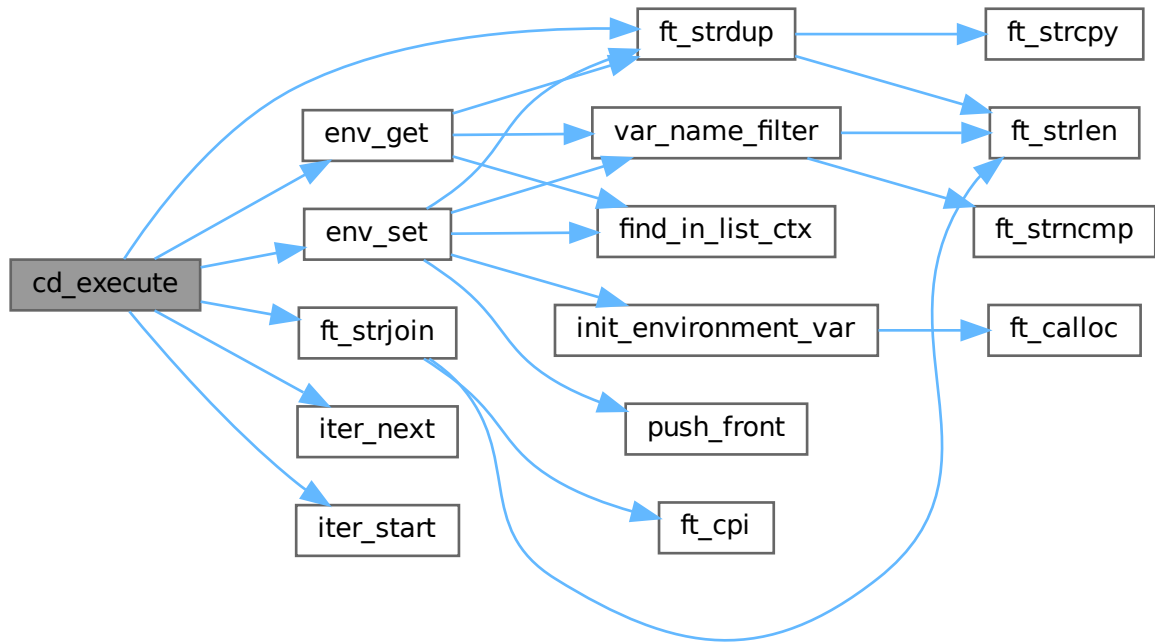 ft_strdup
ft_strcpy
env_get
var_name_filter
ft_strlen
env_set
find_in_list_ctx
ft_strncmp
cd_execute
ft_strjoin
init_environment_var
ft_calloc
iter_next
push_front
iter_start
ft_cpi